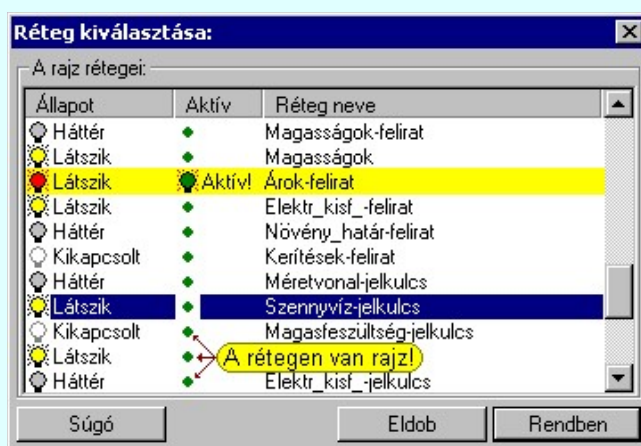 Réteg kiválasztása:
A rajz rétegei:
Állapot Aktív Réteg neve
Háttér Magasságok-felirat
Látszik Magasságok
Látszik Aktív! Árok-felirat
Látszik Elektr_kisf_-felirat
Háttér Növény_határ-felirat
Kikapcsolt Kerítések-felirat
Háttér Méretvonal-jelkulcs
Látszik Szennyvíz-jelkulcs
Kikapcsolt Magasfeszültség-jelkulcs
Látszik A rétegen van rajz!
Háttér Elektr_kisf_-jelkulcs
Súgó Eldob Rendben